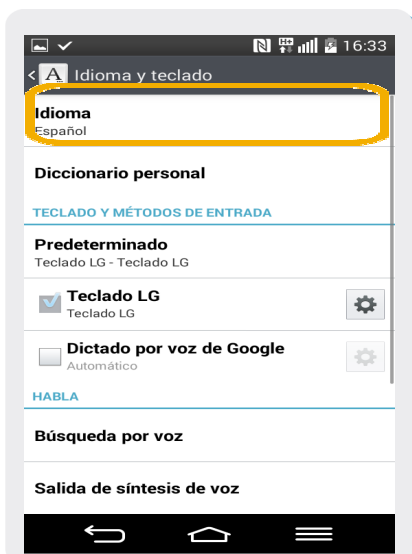 16:33
Idioma y teclado
Idioma
Español
Diccionario personal
TECLADO Y MÉTODOS DE ENTRADA
Predeterminado
Teclado LG - Teclado LG
Teclado LG
Teclado LG
Dictado por voz de Google
Automático
HABLA
Búsqueda por voz
Salida de síntesis de voz